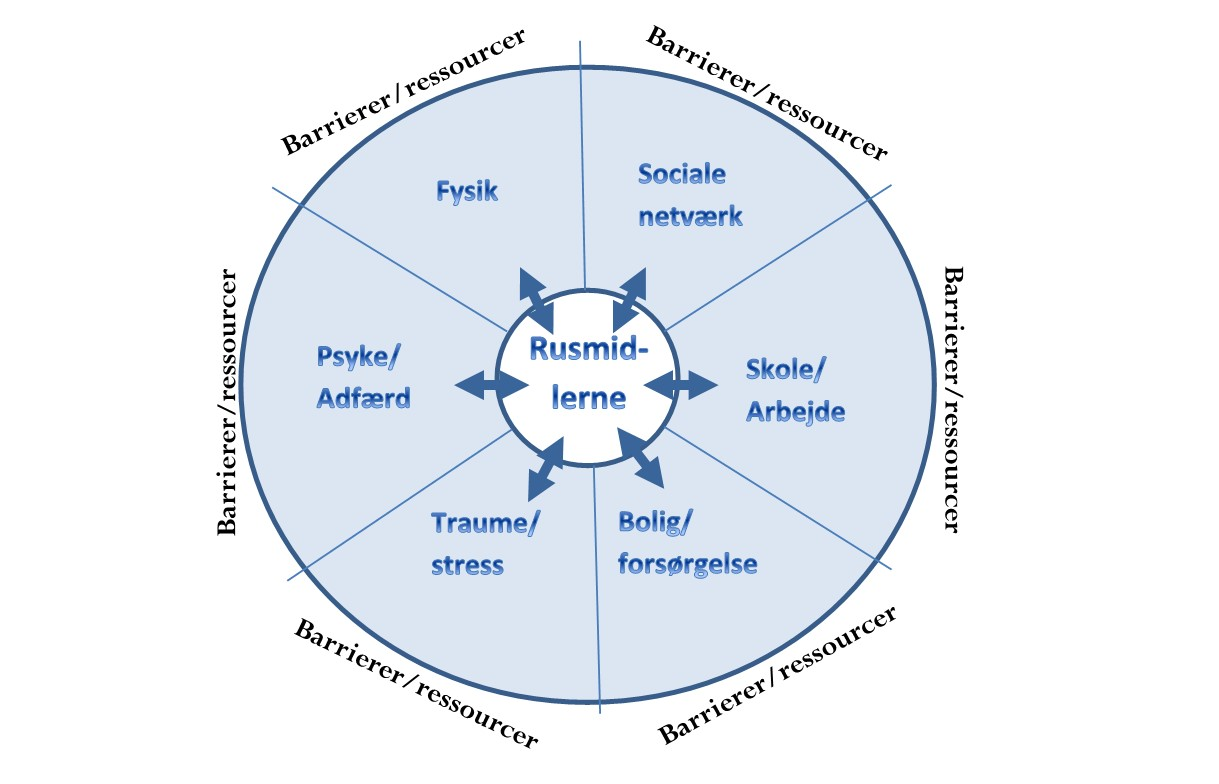 Barrierer/ressourcer
Barrierer/ressourcer
Fysik
Sociale
netværk
Barrierer/ressourcer
Psyke/
Adfærd
Rusmid-
lerne
Skole/
Arbejde
Barrierer/ressourcer
Traume/
stress
Bolig/
forsørgelse
Barrierer/ressourcer
Barrierer/ressourcer